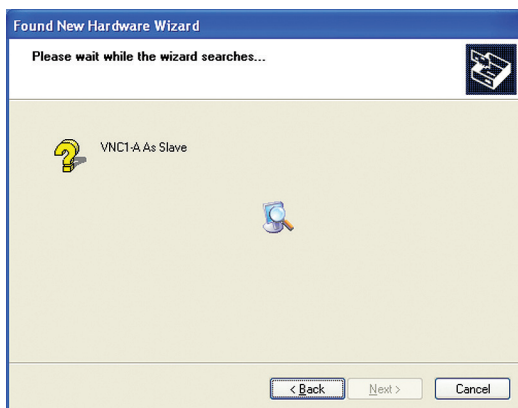 Found New Hardware Wizard
Please wait while the wizard searches...
VNC1-A As Slave
< Back
Next >
Cancel